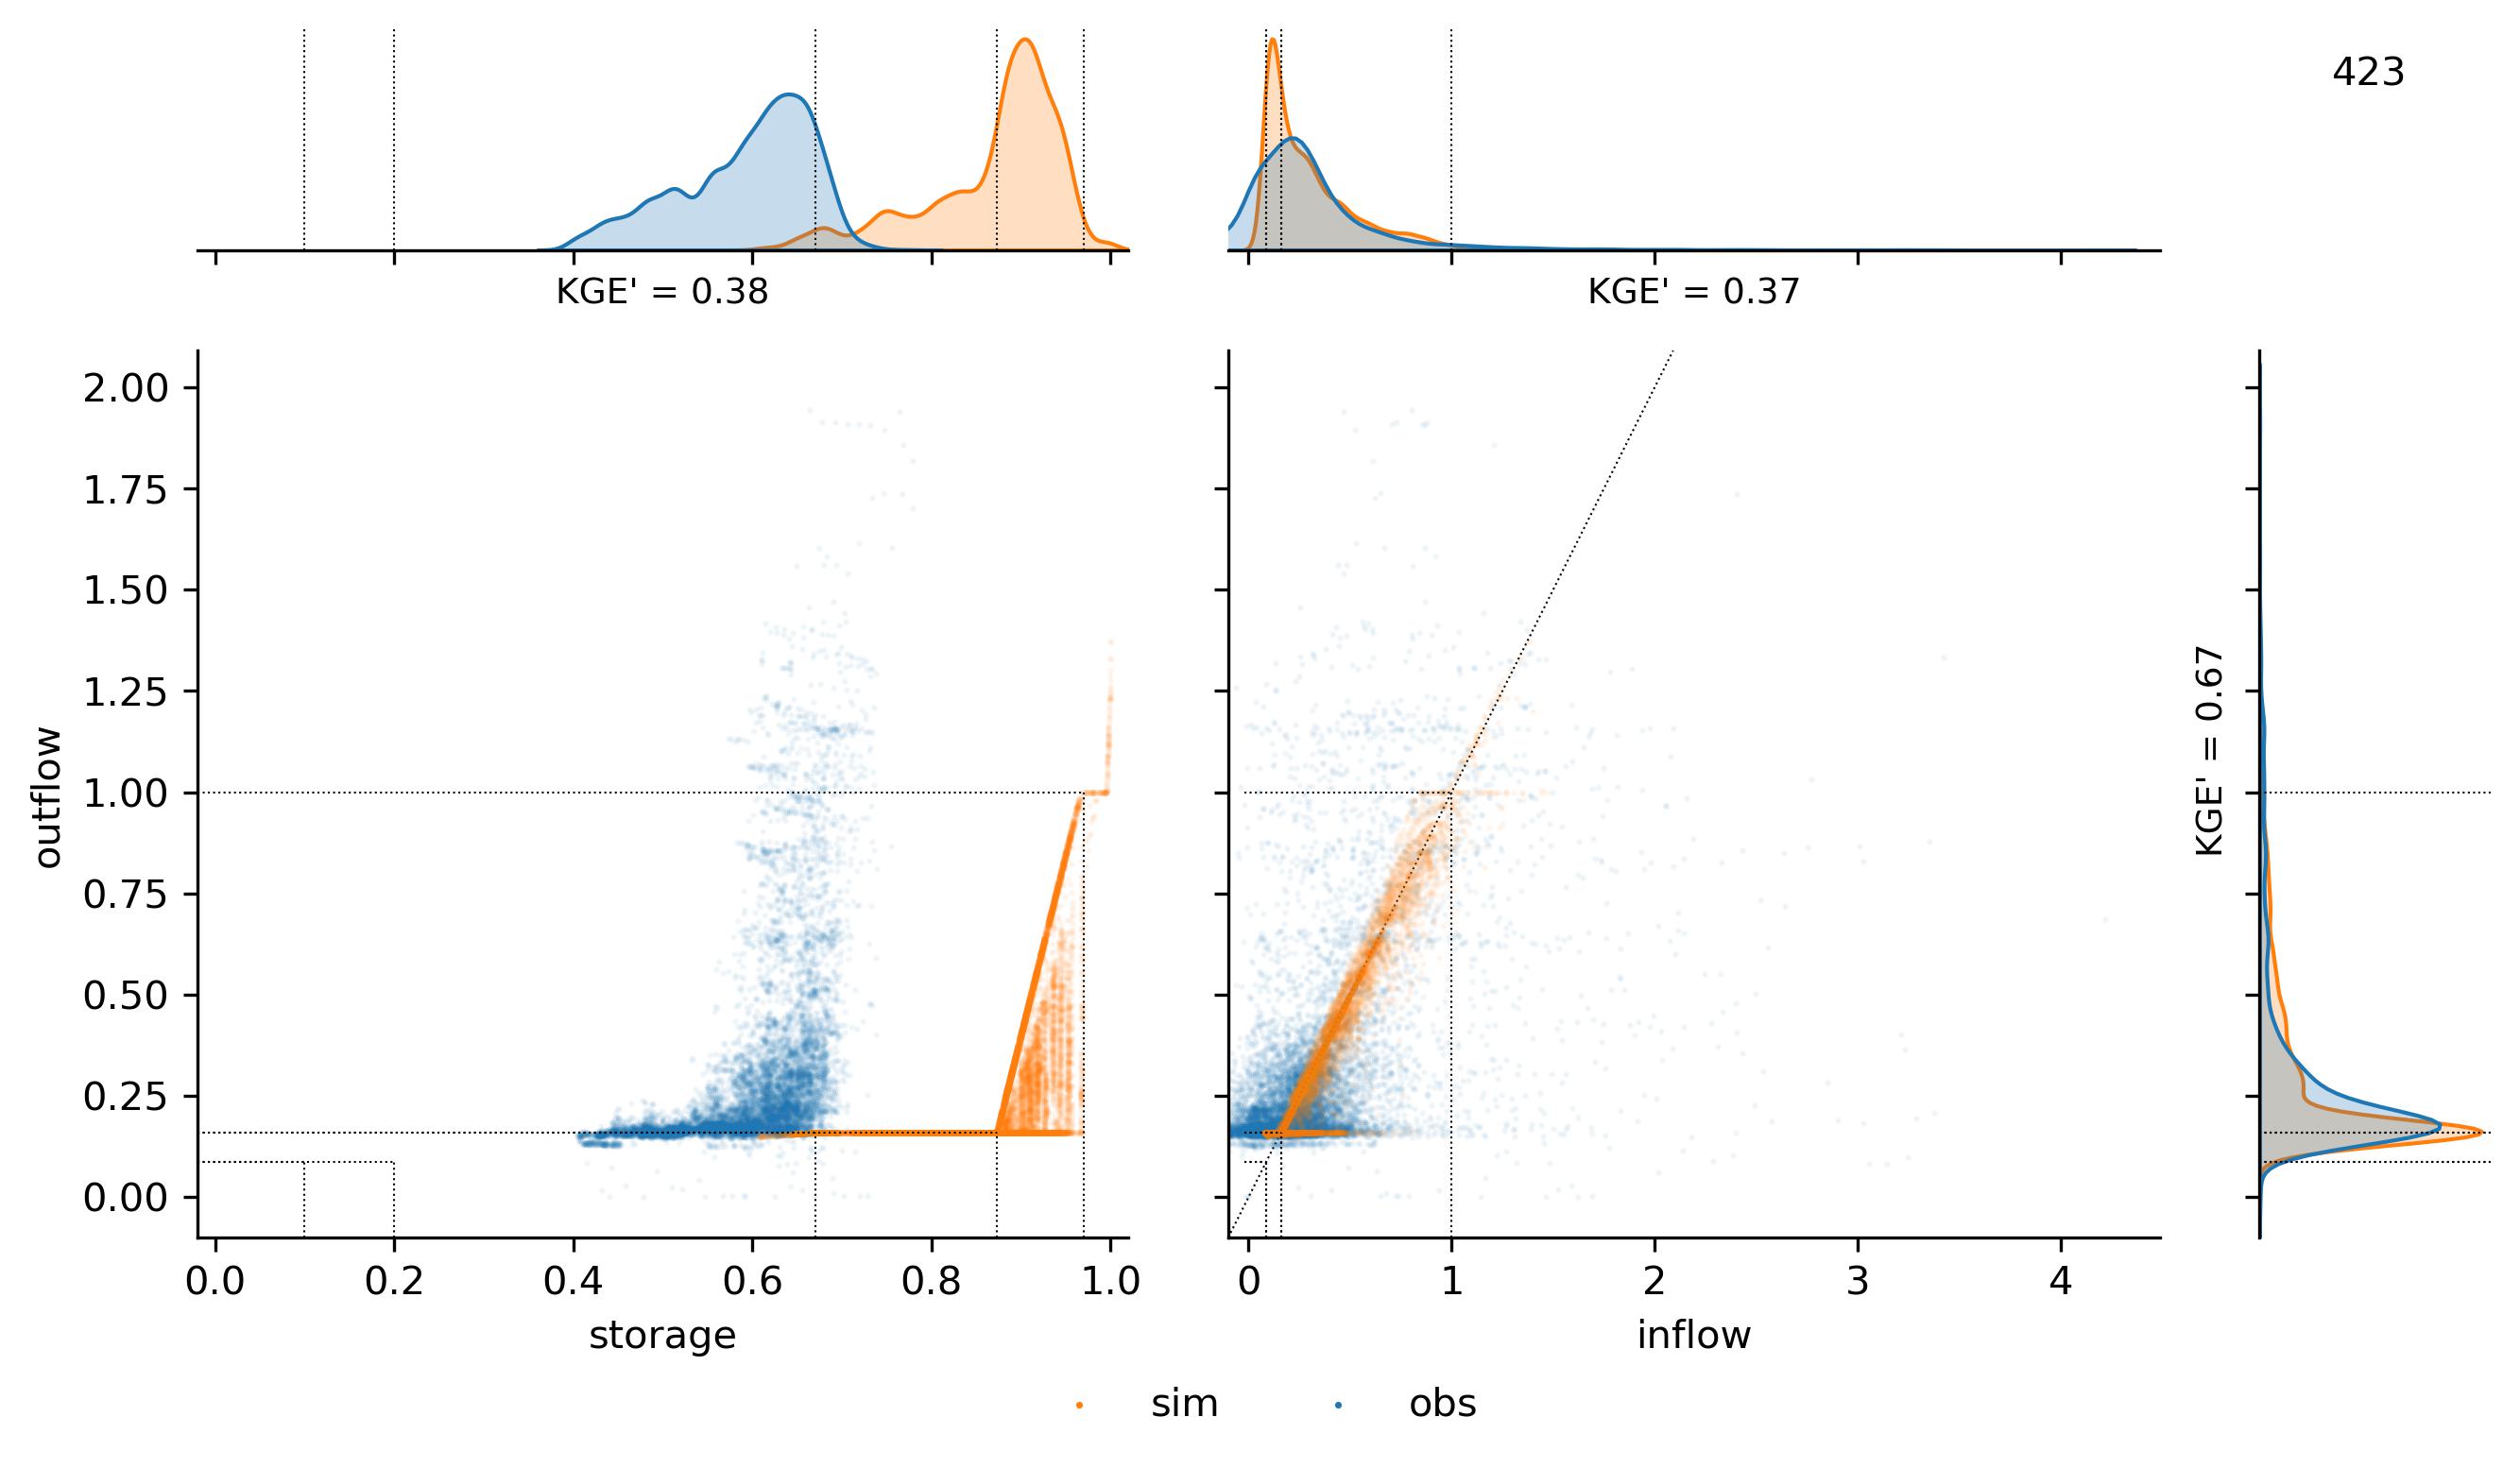 423
KGE' = 0.38
KGE' = 0.37
2.00
1.75
1.50
1.25
1.00
0.75
0.50
0.25
0.00
outflow
KGE' = 0.67
0.0 0.2 0.4 0.6 0.8 1.0
0 1 2 3 4
storage
inflow
sim obs